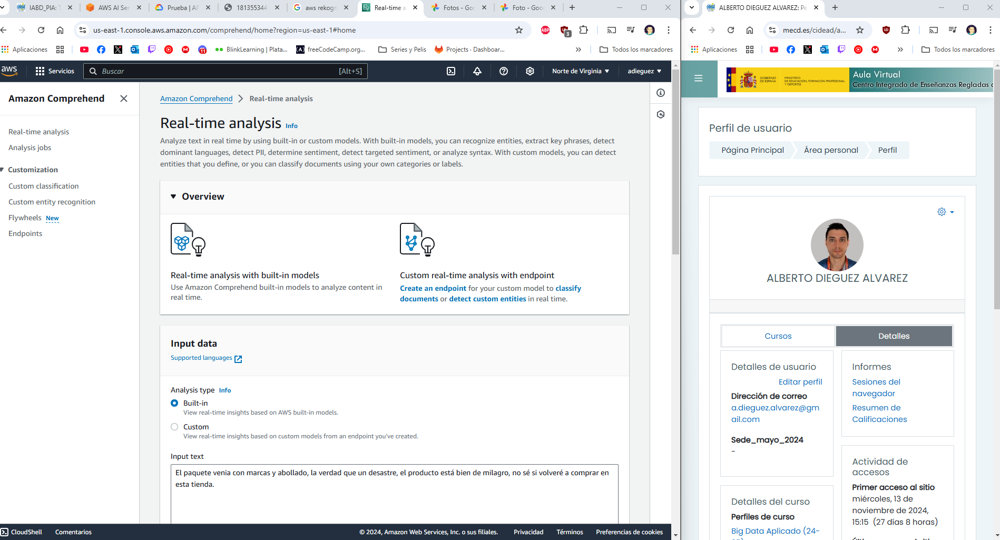 IABD_PIA: T
AWS AI Ser
Prueba | AF
181355344
aws rekogn
Real-time a
Fotos - Goo
Foto - Goo
us-east-1.console.aws.amazon.com/comprehend/home?region=us-east-1#home
ABP
3
Aplicaciones
11
BlinkLearning | Plata...
freeCodeCamp.org...
Series y Pelis
Projects · Dashboar...
Todos los marcadores
aws
Servicios
Buscar
[Alt+S]
Norte de Virginia
adieguez
Amazon Comprehend
Real-time analysis
Analysis jobs
Customization
Custom classification
Custom entity recognition
Flywheels New
Endpoints
Amazon Comprehend
Real-time analysis
Real-time analysis Info
Analyze text in real time by using built-in or custom models. With built-in models, you can recognize entities, extract key phrases, detect
dominant languages, detect PII, determine sentiment, detect targeted sentiment, or analyze syntax. With custom models, you can detect
entities that you define, or you can classify documents using your own categories or labels.
Overview
Real-time analysis with built-in models
Use Amazon Comprehend built-in models to analyze content in
real time.
Custom real-time analysis with endpoint
Create an endpoint for your custom model to classify
documents or detect custom entities in real time.
Input data
Supported languages
Analysis type Info
Built-in
View real-time insights based on AWS built-in models.
Custom
View real-time insights based on custom models from an endpoint you've created.
Input text
El paquete venia con marcas y abollado, la verdad que un desastre, el producto está bien de milagro, no sé si volveré a comprar en
esta tienda.
CloudShell
Comentarios
© 2024, Amazon Web Services, Inc. o sus filiales.
Privacidad
Términos
Preferencias de cookies
ALBERTO DIEGUEZ ALVAREZ: Pe
mecd.es/cidead/a...
Aplicaciones
Todos los marcadores
GOBIERNO
DE ESPAÑA
MINISTERIO
DE EDUCACIÓN, FORMACIÓN PROFESIONAL
Y DEPORTES
Aula Virtual
Centro Integrado de Enseñanzas Regladas
Perfil de usuario
Página Principal
Área personal
Perfil
ALBERTO DIEGUEZ ALVAREZ
Cursos
Detalles
Detalles de usuario
Editar perfil
Dirección de correo
a.dieguez.alvarez@gm
ail.com
Sede_mayo_2024
-
Detalles del curso
Perfiles de curso
Big Data Aplicado (24-
Informes
Sesiones del
navegador
Resumen de
Calificaciones
Actividad de
accesos
Primer acceso al sitio
miércoles, 13 de
noviembre de 2024,
15:15 (27 días 8 horas)